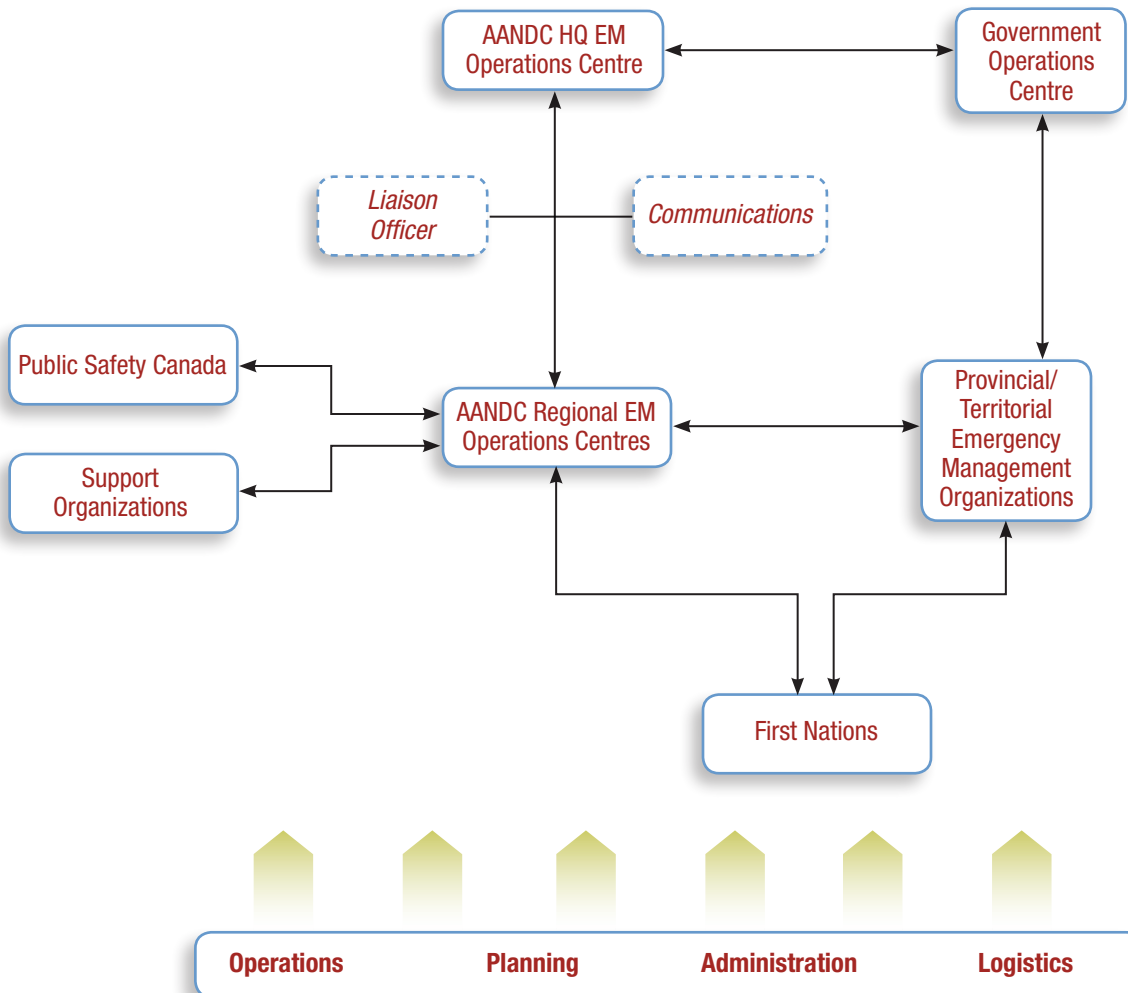 AANDC HQ EM
Operations Centre
Government
Operations
Centre
Liaison
Officer
Communications
Public Safety Canada
AANDC Regional EM
Operations Centres
Provincial/
Territorial
Emergency
Management
Organizations
Support
Organizations
First Nations
Operations Planning Administration Logistics